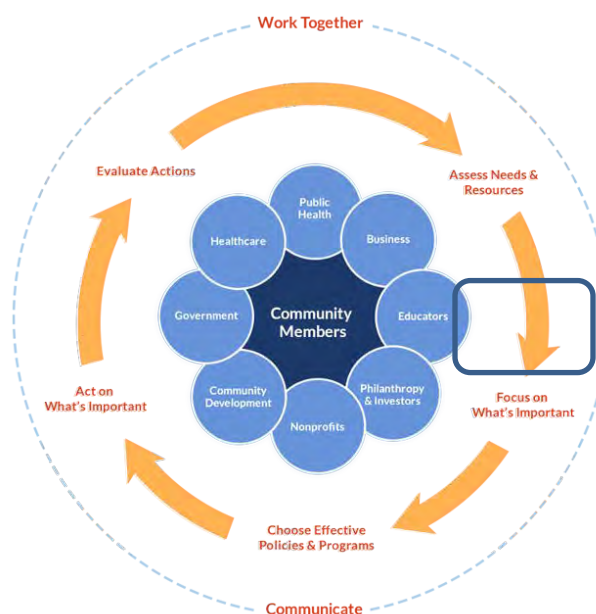 Work Together
Evaluate Actions
Assess Needs &
Resources
Public
Health
Healthcare
Business
Government
Community
Members
Educators
Community
Development
Philanthropy
& Investors
Nonprofits
Act on
What's Important
Focus on
What's Important
Choose Effective
Policies & Programs
Communicate